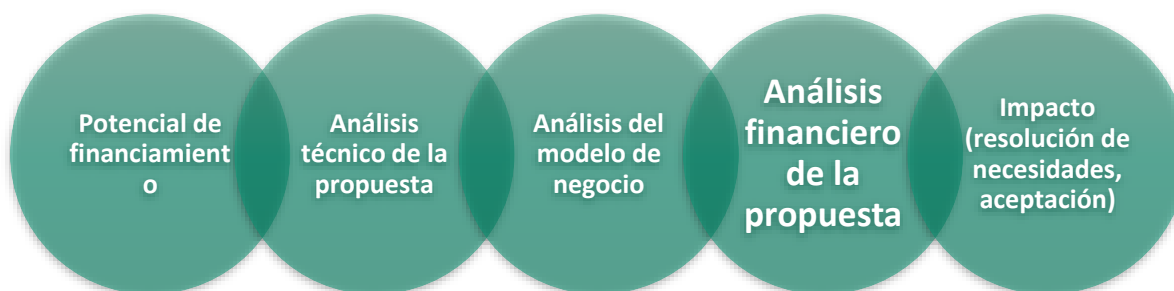 Potencial de
financiamient
o
Análisis
técnico de la
propuesta
Análisis del
modelo de
negocio
Análisis
financiero
de la
propuesta
Impacto
(resolución de
necesidades,
aceptación)